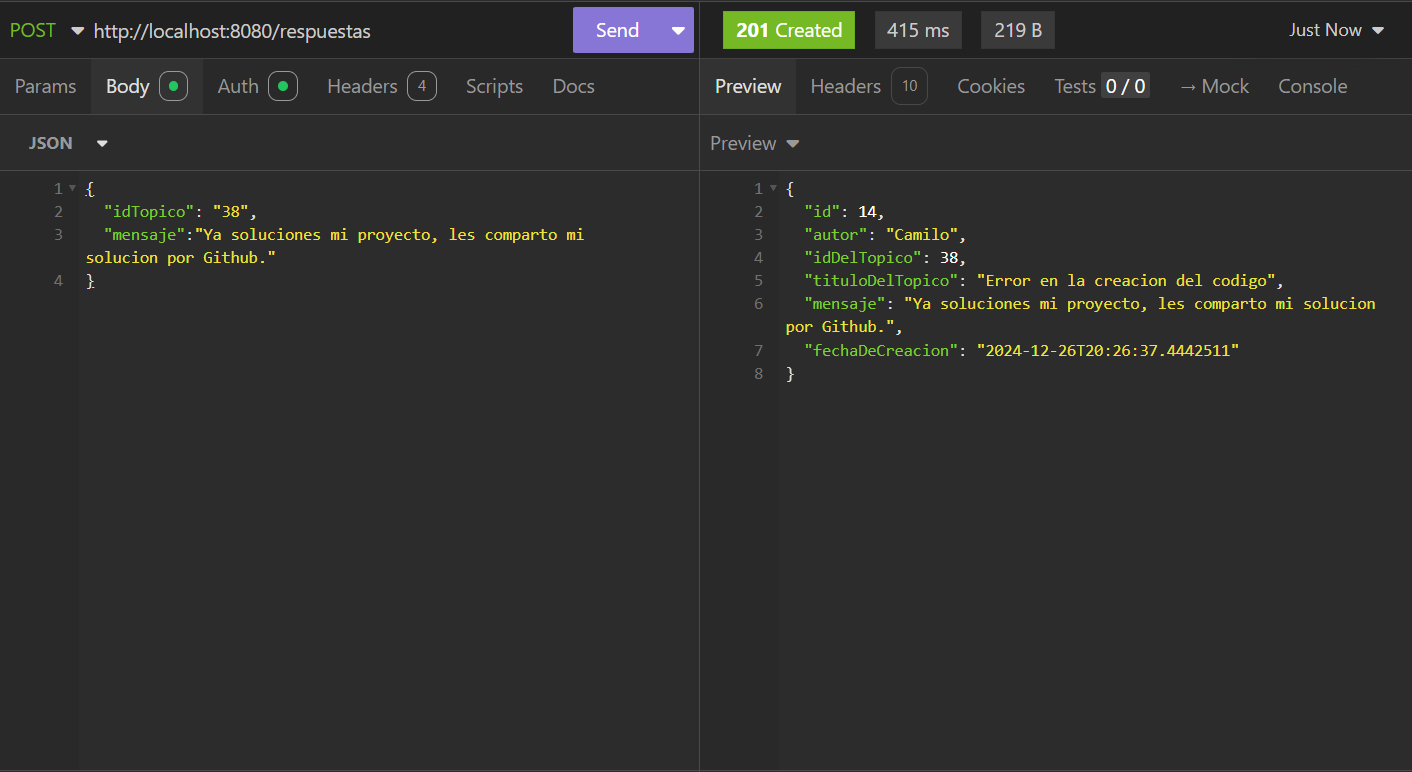 POST http://localhost:8080/respuestas Send 201 Created 415 ms 219 B Just Now
Params Body Auth Headers 4 Scripts Docs Preview Headers 10 Cookies Tests 0 / 0 → Mock Console
JSON Preview
1 {
2 "idTopico": "38",
3 "mensaje":"Ya soluciones mi proyecto, les comparto mi
solucion por Github."
4 }
1 {
2 "id": 14,
3 "autor": "Camilo",
4 "idDelTopico": 38,
5 "tituloDelTopico": "Error en la creacion del codigo",
6 "mensaje": "Ya soluciones mi proyecto, les comparto mi solucion
por Github.",
7 "fechaDeCreacion": "2024-12-26T20:26:37.4442511"
8 }